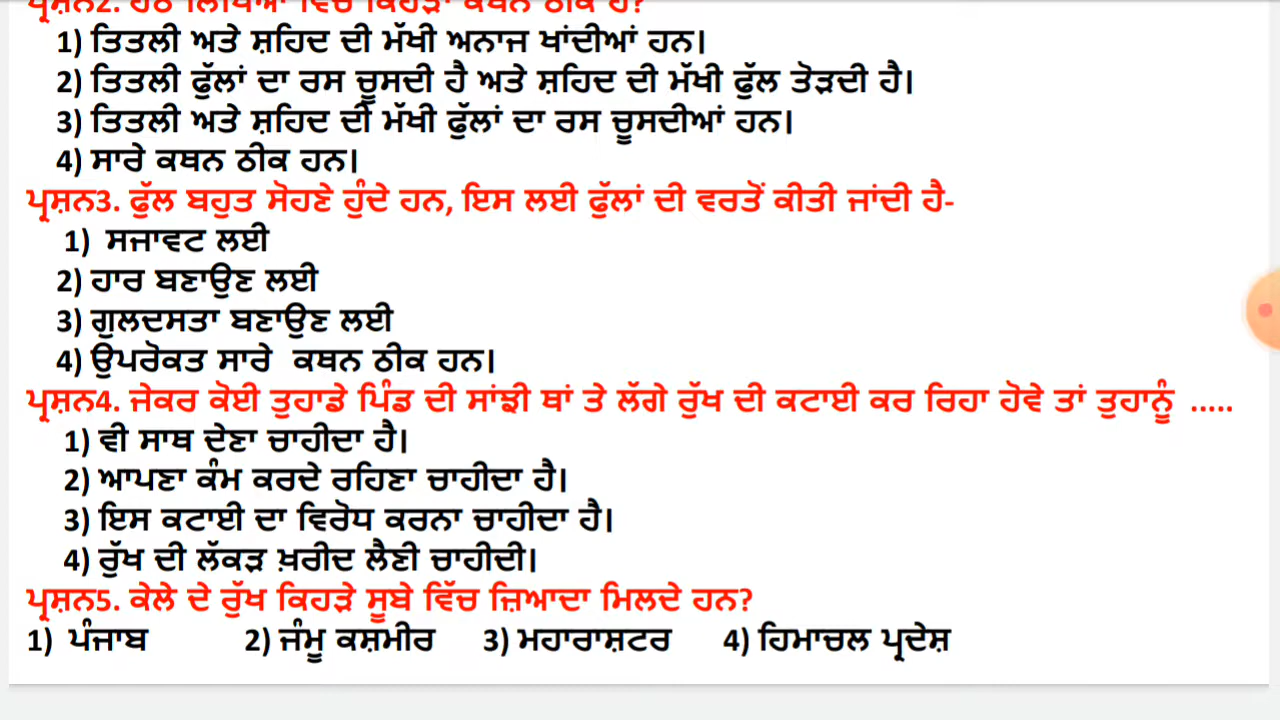 ਪ੍ਰਸ਼ਨ2. ਹੇਠ ਲਿਖਿਆਂ ਵਿੱਚੋਂ ਕਿਹੜਾ ਕਥਨ ਠੀਕ ਹੈ?
1) ਤਿਤਲੀ ਅਤੇ ਸ਼ਹਿਦ ਦੀ ਮੱਖੀ ਅਨਾਜ ਖਾਂਦੀਆਂ ਹਨ।
2) ਤਿਤਲੀ ਫੁੱਲਾਂ ਦਾ ਰਸ ਚੂਸਦੀ ਹੈ ਅਤੇ ਸ਼ਹਿਦ ਦੀ ਮੱਖੀ ਫੁੱਲ ਤੋੜਦੀ ਹੈ।
3) ਤਿਤਲੀ ਅਤੇ ਸ਼ਹਿਦ ਦੀ ਮੱਖੀ ਫੁੱਲਾਂ ਦਾ ਰਸ ਚੂਸਦੀਆਂ ਹਨ।
4) ਸਾਰੇ ਕਥਨ ਠੀਕ ਹਨ।
ਪ੍ਰਸ਼ਨ3. ਫੁੱਲ ਬਹੁਤ ਸੋਹਣੇ ਹੁੰਦੇ ਹਨ, ਇਸ ਲਈ ਫੁੱਲਾਂ ਦੀ ਵਰਤੋਂ ਕੀਤੀ ਜਾਂਦੀ ਹੈ-
1) ਸਜਾਵਟ ਲਈ
2) ਹਾਰ ਬਣਾਉਣ ਲਈ
3) ਗੁਲਦਸਤਾ ਬਣਾਉਣ ਲਈ
4) ਉਪਰੋਕਤ ਸਾਰੇ ਕਥਨ ਠੀਕ ਹਨ।
ਪ੍ਰਸ਼ਨ4. ਜੇਕਰ ਕੋਈ ਤੁਹਾਡੇ ਪਿੰਡ ਦੀ ਸਾਂਝੀ ਥਾਂ ਤੇ ਲੱਗੇ ਰੁੱਖ ਦੀ ਕਟਾਈ ਕਰ ਰਿਹਾ ਹੋਵੇ ਤਾਂ ਤੁਹਾਨੂੰ .....
1) ਵੀ ਸਾਥ ਦੇਣਾ ਚਾਹੀਦਾ ਹੈ।
2) ਆਪਣਾ ਕੰਮ ਕਰਦੇ ਰਹਿਣਾ ਚਾਹੀਦਾ ਹੈ।
3) ਇਸ ਕਟਾਈ ਦਾ ਵਿਰੋਧ ਕਰਨਾ ਚਾਹੀਦਾ ਹੈ।
4) ਰੁੱਖ ਦੀ ਲੱਕੜ ਖ਼ਰੀਦ ਲੈਣੀ ਚਾਹੀਦੀ।
ਪ੍ਰਸ਼ਨ5. ਕੇਲੇ ਦੇ ਰੁੱਖ ਕਿਹੜੇ ਸੂਬੇ ਵਿੱਚ ਜ਼ਿਆਦਾ ਮਿਲਦੇ ਹਨ?
1) ਪੰਜਾਬ 2) ਜੰਮੂ ਕਸ਼ਮੀਰ 3) ਮਹਾਰਾਸ਼ਟਰ 4) ਹਿਮਾਚਲ ਪ੍ਰਦੇਸ਼